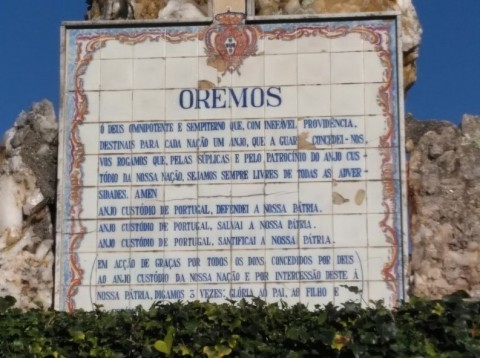 OREMOS
Ó DEUS OMNIPOTENTE E SEMPITERNO QUE, COM INEFÁVEL PROVIDÊNCIA,
DESTINAIS PARA CADA NAÇÃO UM ANJO, QUE A GUARDE CONCEDEI-NOS,
VOS ROGAMOS QUE, PELAS SÚPLICAS E PELO PATROCÍNIO DO ANJO CUS-
TÓDIO DA NOSSA NAÇÃO, SEJAMOS SEMPRE LIVRES DE TODAS AS ADVER-
SIDADES. AMEN
ANJO CUSTÓDIO DE PORTUGAL, DEFENDEI A NOSSA PÁTRIA.
ANJO CUSTÓDIO DE PORTUGAL, SALVAI A NOSSA PÁTRIA.
ANJO CUSTÓDIO DE PORTUGAL, SANTIFICAI A NOSSA PÁTRIA.
EM ACÇÃO DE GRAÇAS POR TODOS OS DONS CONCEDIDOS POR DEUS
AO ANJO CUSTÓDIO DA NOSSA NAÇÃO E POR INTERCESSÃO DESTE À
NOSSA PÁTRIA, DIGAMOS 3 VEZES: GLÓRIA AO PAI, AO FILHO E